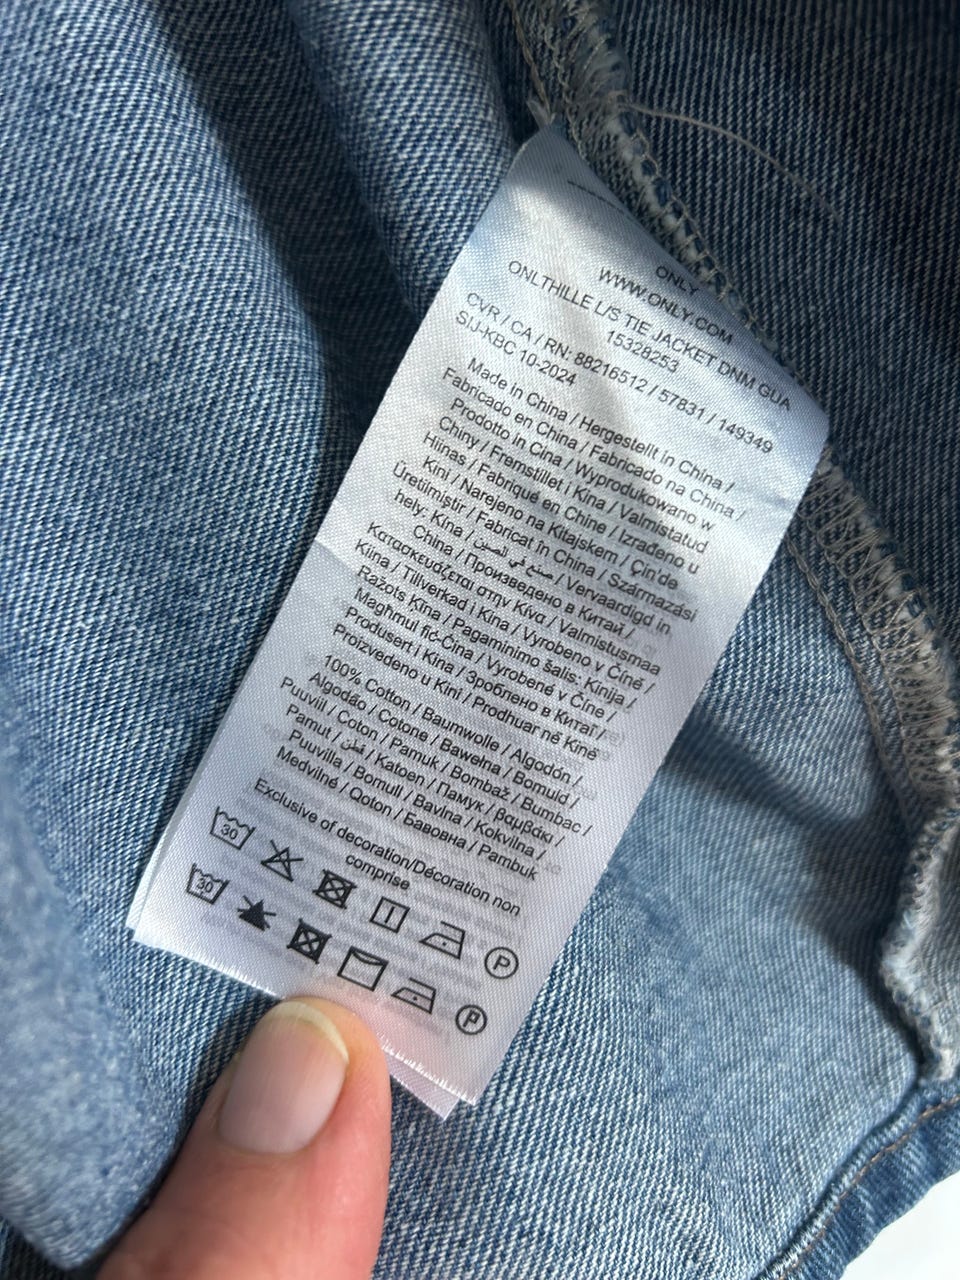 ONLY
WWW.ONLY.COM
ONLTHILLE L/S TIE JACKET DNM GUA
15328253
CVR / CA / RN: 88216512 / 57831 / 149349
SIJ-KBC 10-2024
Made in China / Hergestellt in China /
Fabricado en China / Fabricado na China /
Prodotto in Cina / Wyprodukowano w
Chiny / Fremstillet i Kina / Valmistatud
Hiinas / Fabriqué en Chine / Izrađeno u
Kini / Narejeno na Kitajskem / Çin'de
Üretilmiştir / Fabricat în China / Származási
hely: Kína / صنع في الصين / Vervaardigd in
China / Произведено в Китай /
Κατασκευάζεται στην Κίνα / Valmistusmaa
Kiina / Tillverkad i Kina / Vyrobeno v Číně /
Ražots Ķīna / Pagaminimo šalis: Kinija /
Magħmul fiċ-Ċina / Vyrobené v Číne /
Produsert i Kina / Зроблено в Китаї /
Proizvedeno u Kini / Prodhuar në Kinë
100% Cotton / Baumwolle / Algodón /
Algodão / Cotone / Bawełna / Bomuld /
Puuvill / Coton / Pamuk / Bombaž / Bumbac /
Pamut / قطن / Katoen / Памук / βαμβάκι /
Puuvilla / Bomull / Bavlna / Kokvilna /
Medvilnė / Qoton / Бавовна / Pambuk
Exclusive of decoration/Décoration non
comprise
30 P
30 P